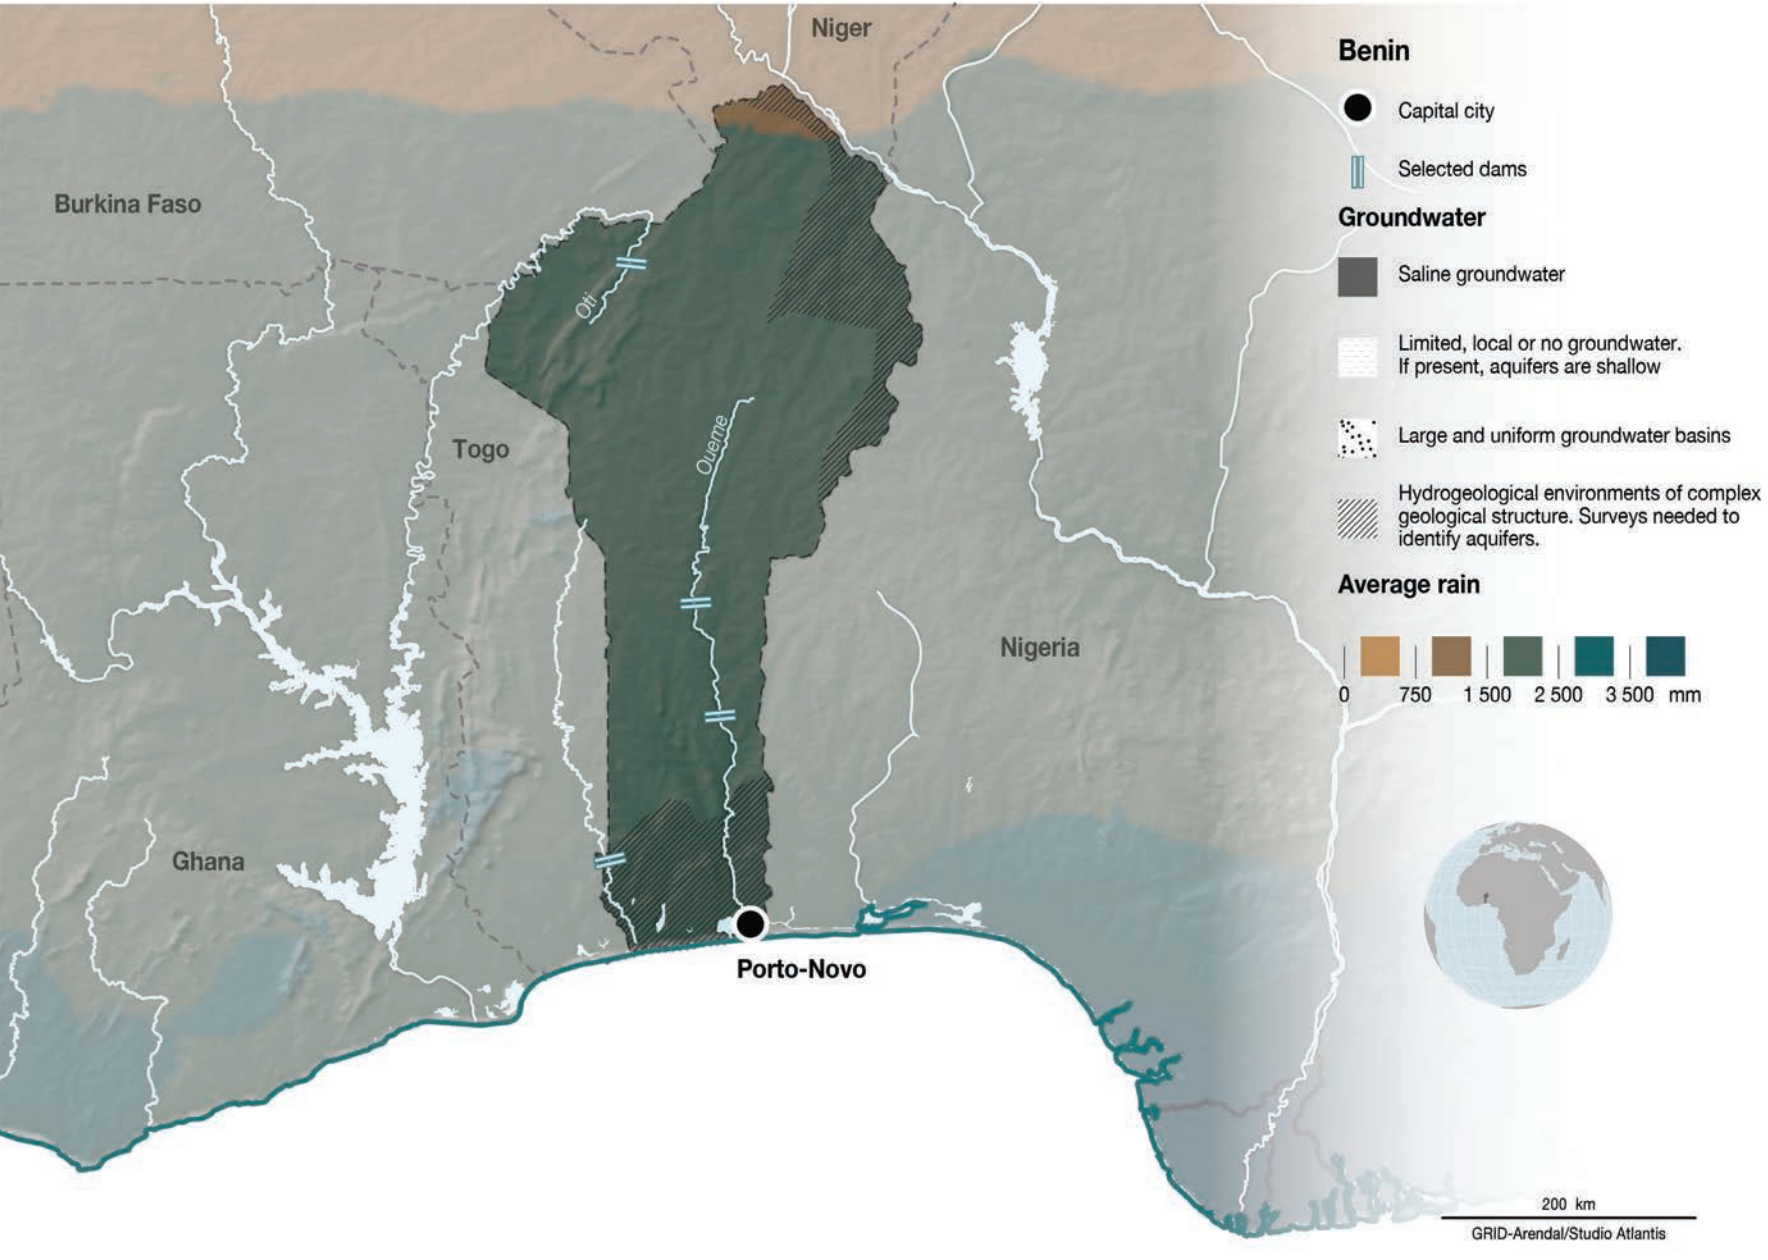 Niger
Burkina Faso
Oti
Togo
Oueme
Nigeria
Ghana
Porto-Novo
Benin
Capital city
Selected dams
Groundwater
Saline groundwater
Limited, local or no groundwater.
If present, aquifers are shallow
Large and uniform groundwater basins
Hydrogeological environments of complex
geological structure. Surveys needed to
identify aquifers.
Average rain
0 750 1 500 2 500 3 500 mm
200 km
GRID-Arendal/Studio Atlantis